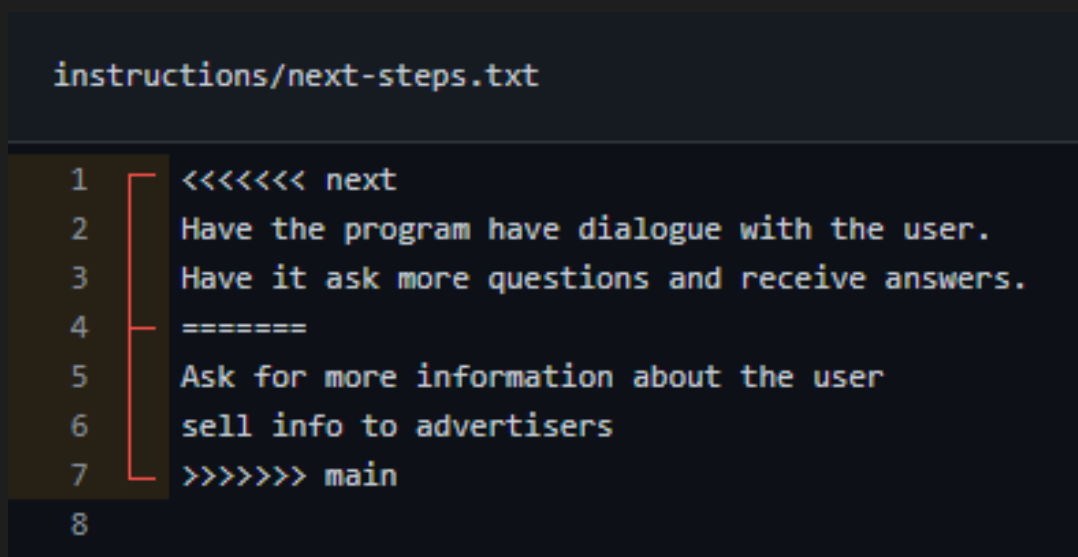 instructions/next-steps.txt
1 <<<<<<< next
2 Have the program have dialogue with the user.
3 Have it ask more questions and receive answers.
4 =======
5 Ask for more information about the user
6 sell info to advertisers
7 >>>>>>> main
8